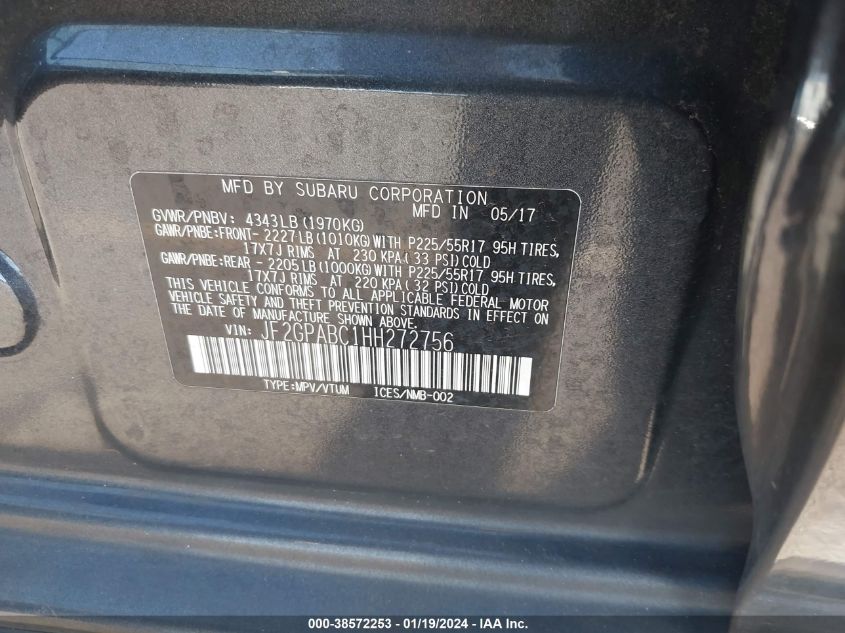 MFD BY SUBARU CORPORATION
MFD IN 05/17
GVWR/PNBV: 4343LB(1970KG)
GAWR/PNBE:FRONT- 2227LB(1010KG)WITH P225/55R17 95H TIRES,
17X7J RIMS AT 230 KPA(33 PSI)COLD
GAWR/PNBE:REAR - 2205LB(1000KG)WITH P225/55R17 95H TIRES,
17X7J RIMS AT 220 KPA(32 PSI)COLD
THIS VEHICLE CONFORMS TO ALL APPLICABLE FEDERAL MOTOR
VEHICLE SAFETY AND THEFT PREVENTION STANDARDS IN EFFECT ON
THE DATE OF MANUFACTURE SHOWN ABOVE.
VIN: JF2GPABC1HH272756
TYPE:MPV/VTUM ICES/NMB-002
000-38572253 - 01/19/2024 - IAA, Inc.